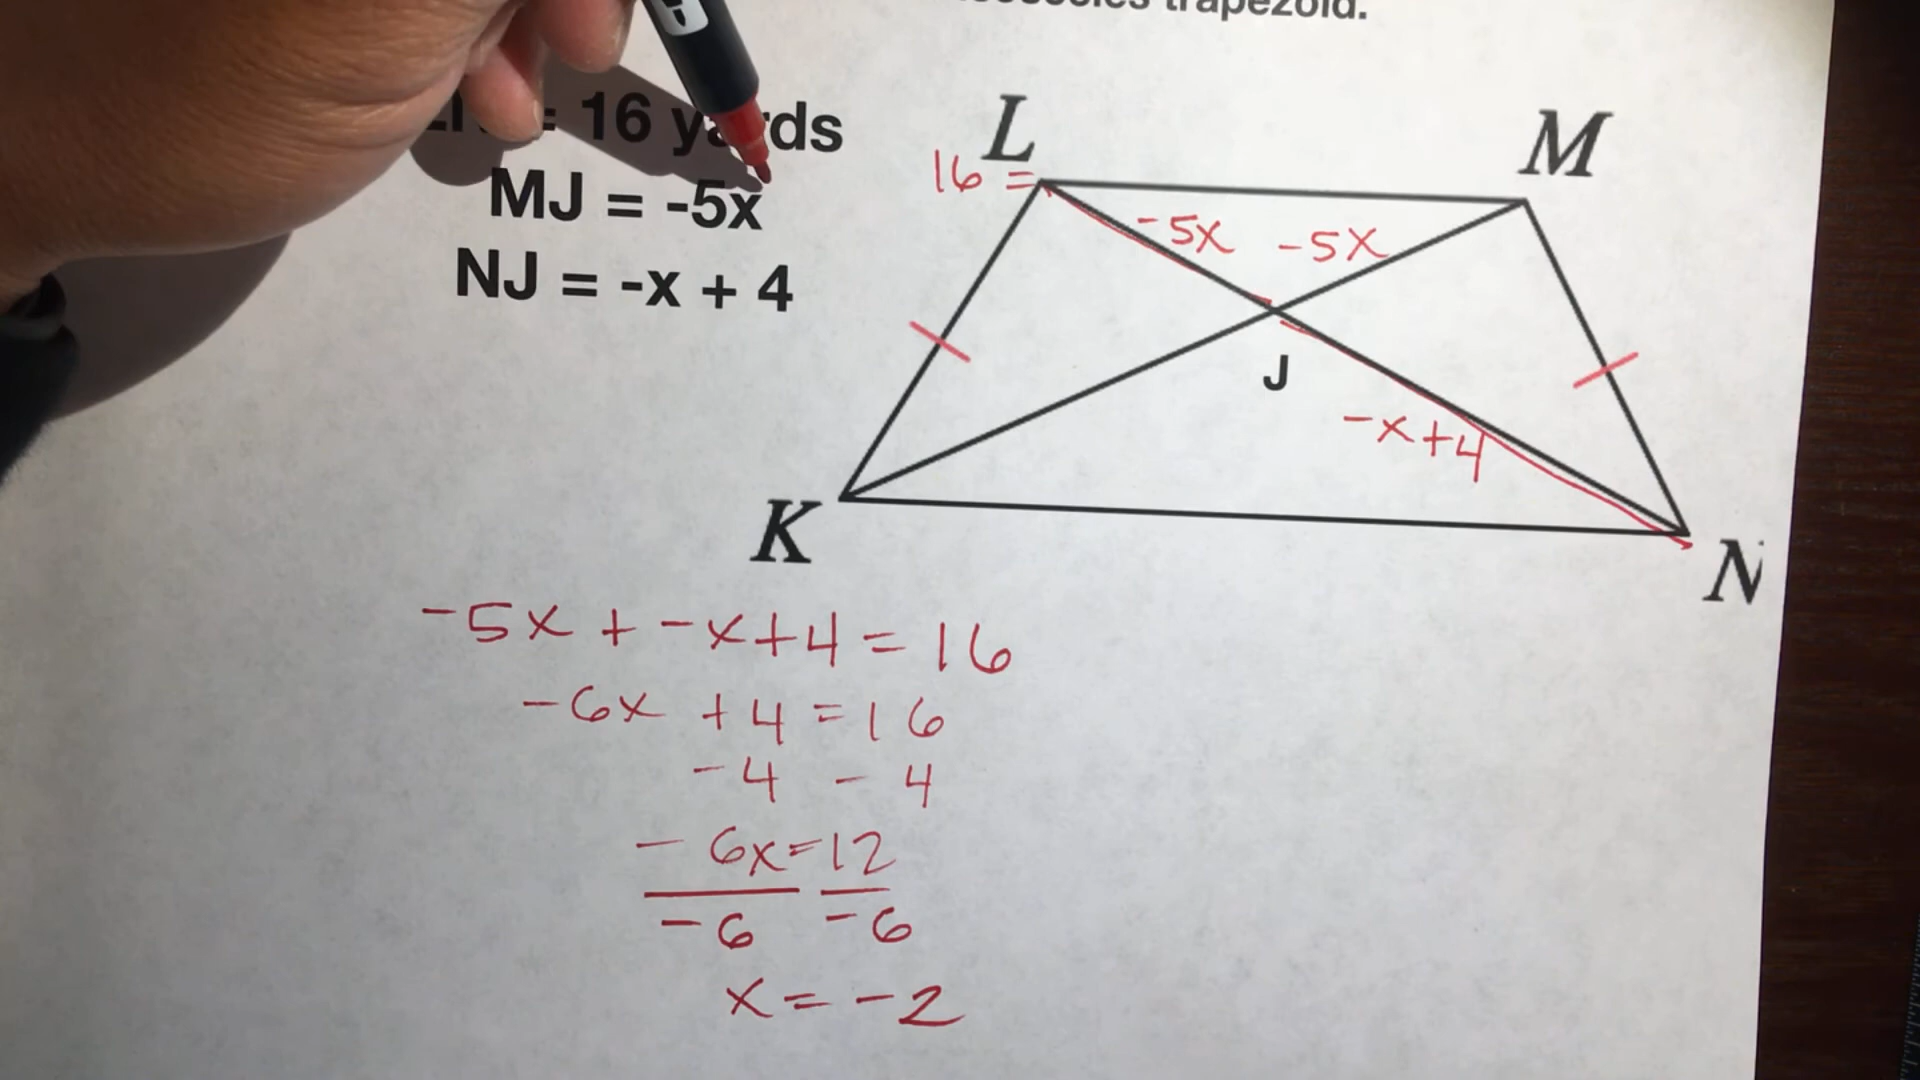 trapezoid.
= 16 yards
MJ = -5x
NJ = -x + 4
L
M
16 =
-5x -5x
J
-x+4
K
N
-5x + -x+4 = 16
-6x +4 = 16
-4 - 4
- 6x=12
-6 -6
x = -2